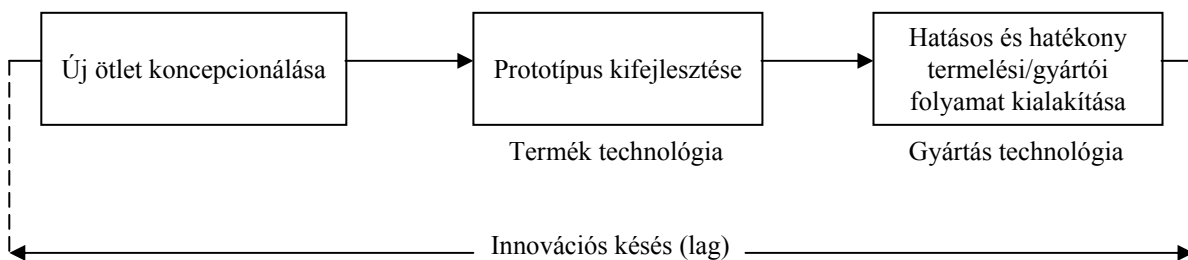 Új ötlet koncepcionálása
Prototípus kifejlesztése
Hatásos és hatékony
termelési/gyártói
folyamat kialakítása
Termék technológia
Gyártás technológia
Innovációs késés (lag)